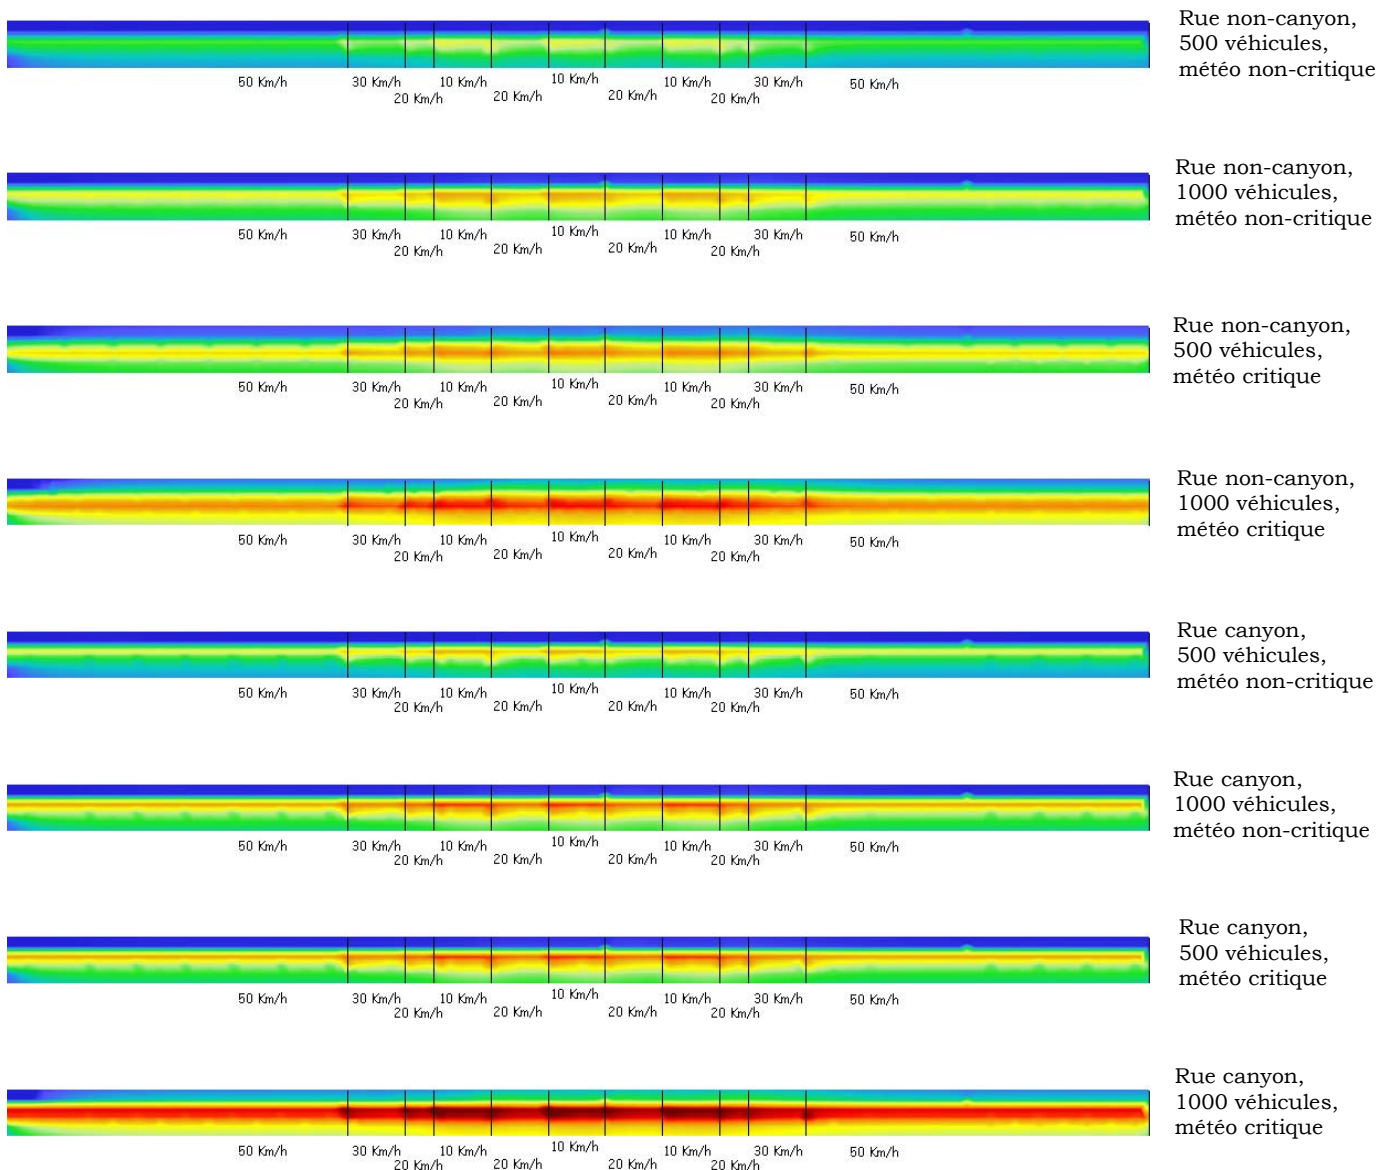 Rue non-canyon,
500 véhicules,
météo non-critique
50 Km/h 30 Km/h 10 Km/h 10 Km/h 10 Km/h 30 Km/h 50 Km/h
20 Km/h 20 Km/h 20 Km/h 20 Km/h
Rue non-canyon,
1000 véhicules,
météo non-critique
50 Km/h 30 Km/h 10 Km/h 10 Km/h 10 Km/h 30 Km/h 50 Km/h
20 Km/h 20 Km/h 20 Km/h 20 Km/h
Rue non-canyon,
500 véhicules,
météo critique
50 Km/h 30 Km/h 10 Km/h 10 Km/h 10 Km/h 30 Km/h 50 Km/h
20 Km/h 20 Km/h 20 Km/h 20 Km/h
Rue non-canyon,
1000 véhicules,
météo critique
50 Km/h 30 Km/h 10 Km/h 10 Km/h 10 Km/h 30 Km/h 50 Km/h
20 Km/h 20 Km/h 20 Km/h 20 Km/h
Rue canyon,
500 véhicules,
météo non-critique
50 Km/h 30 Km/h 10 Km/h 10 Km/h 10 Km/h 30 Km/h 50 Km/h
20 Km/h 20 Km/h 20 Km/h 20 Km/h
Rue canyon,
1000 véhicules,
météo non-critique
50 Km/h 30 Km/h 10 Km/h 10 Km/h 10 Km/h 30 Km/h 50 Km/h
20 Km/h 20 Km/h 20 Km/h 20 Km/h
Rue canyon,
500 véhicules,
météo critique
50 Km/h 30 Km/h 10 Km/h 10 Km/h 10 Km/h 30 Km/h 50 Km/h
20 Km/h 20 Km/h 20 Km/h 20 Km/h
Rue canyon,
1000 véhicules,
météo critique
50 Km/h 30 Km/h 10 Km/h 10 Km/h 10 Km/h 30 Km/h 50 Km/h
20 Km/h 20 Km/h 20 Km/h 20 Km/h